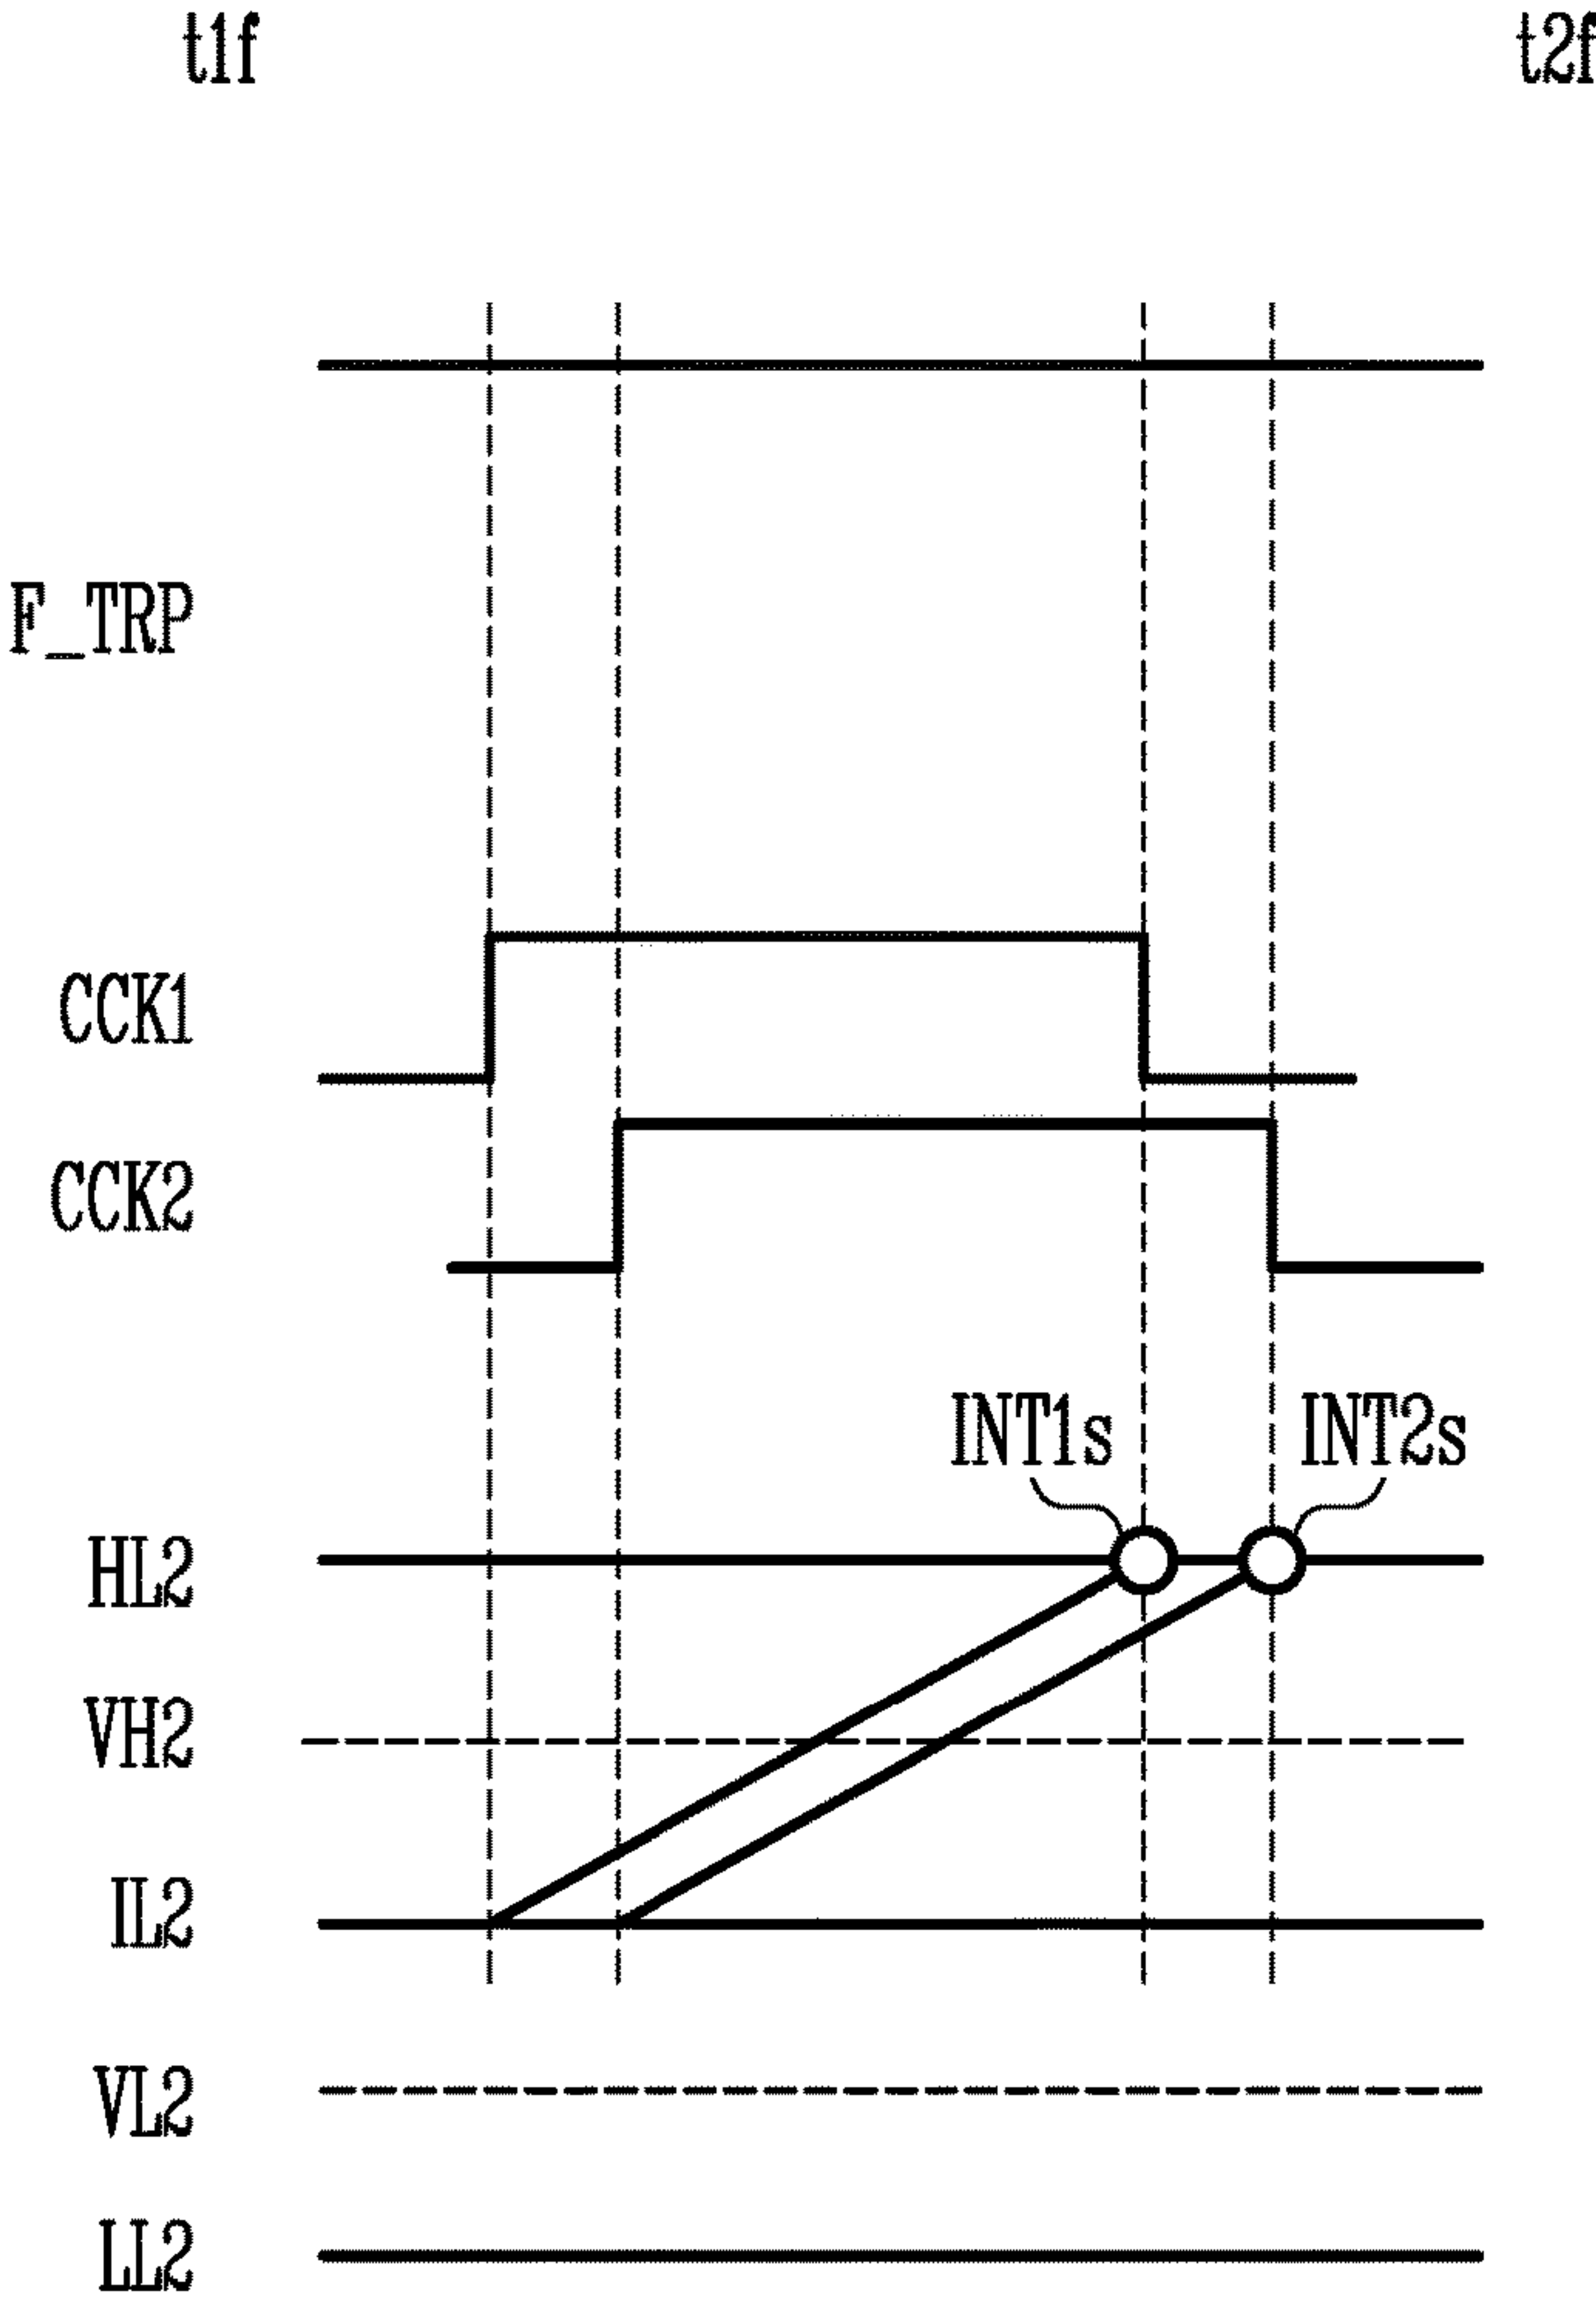 t1f t2f
F_TRP
CCK1
CCK2
INT1s INT2s
HL2
VH2
IL2
VL2
LL2